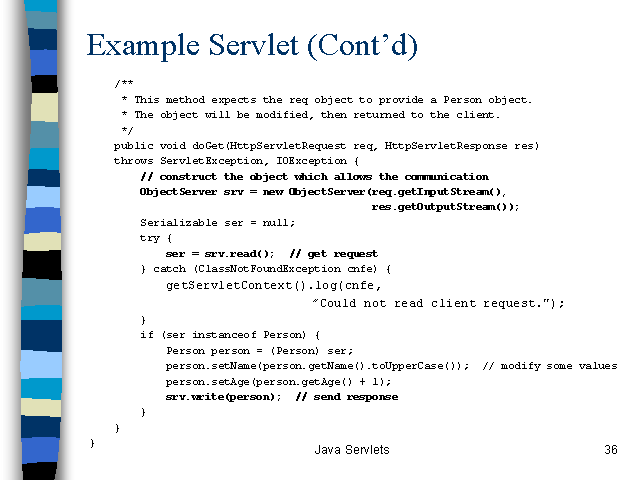 Example Servlet (Cont’d)
/**
* This method expects the req object to provide a Person object.
* The object will be modified, then returned to the client.
*/
public void doGet(HttpServletRequest req, HttpServletResponse res)
throws ServletException, IOException {
// construct the object which allows the communication
ObjectServer srv = new ObjectServer(req.getInputStream(),
res.getOutputStream());
Serializable ser = null;
try {
ser = srv.read();  // get request
} catch (ClassNotFoundException cnfe) {
getServletContext().log(cnfe,
“Could not read client request.”);
}
if (ser instanceof Person) {
Person person = (Person) ser;
person.setName(person.getName().toUpperCase());  // modify some values
person.setAge(person.getAge() + 1);
srv.write(person);  // send response
}
}
}
Java Servlets
36